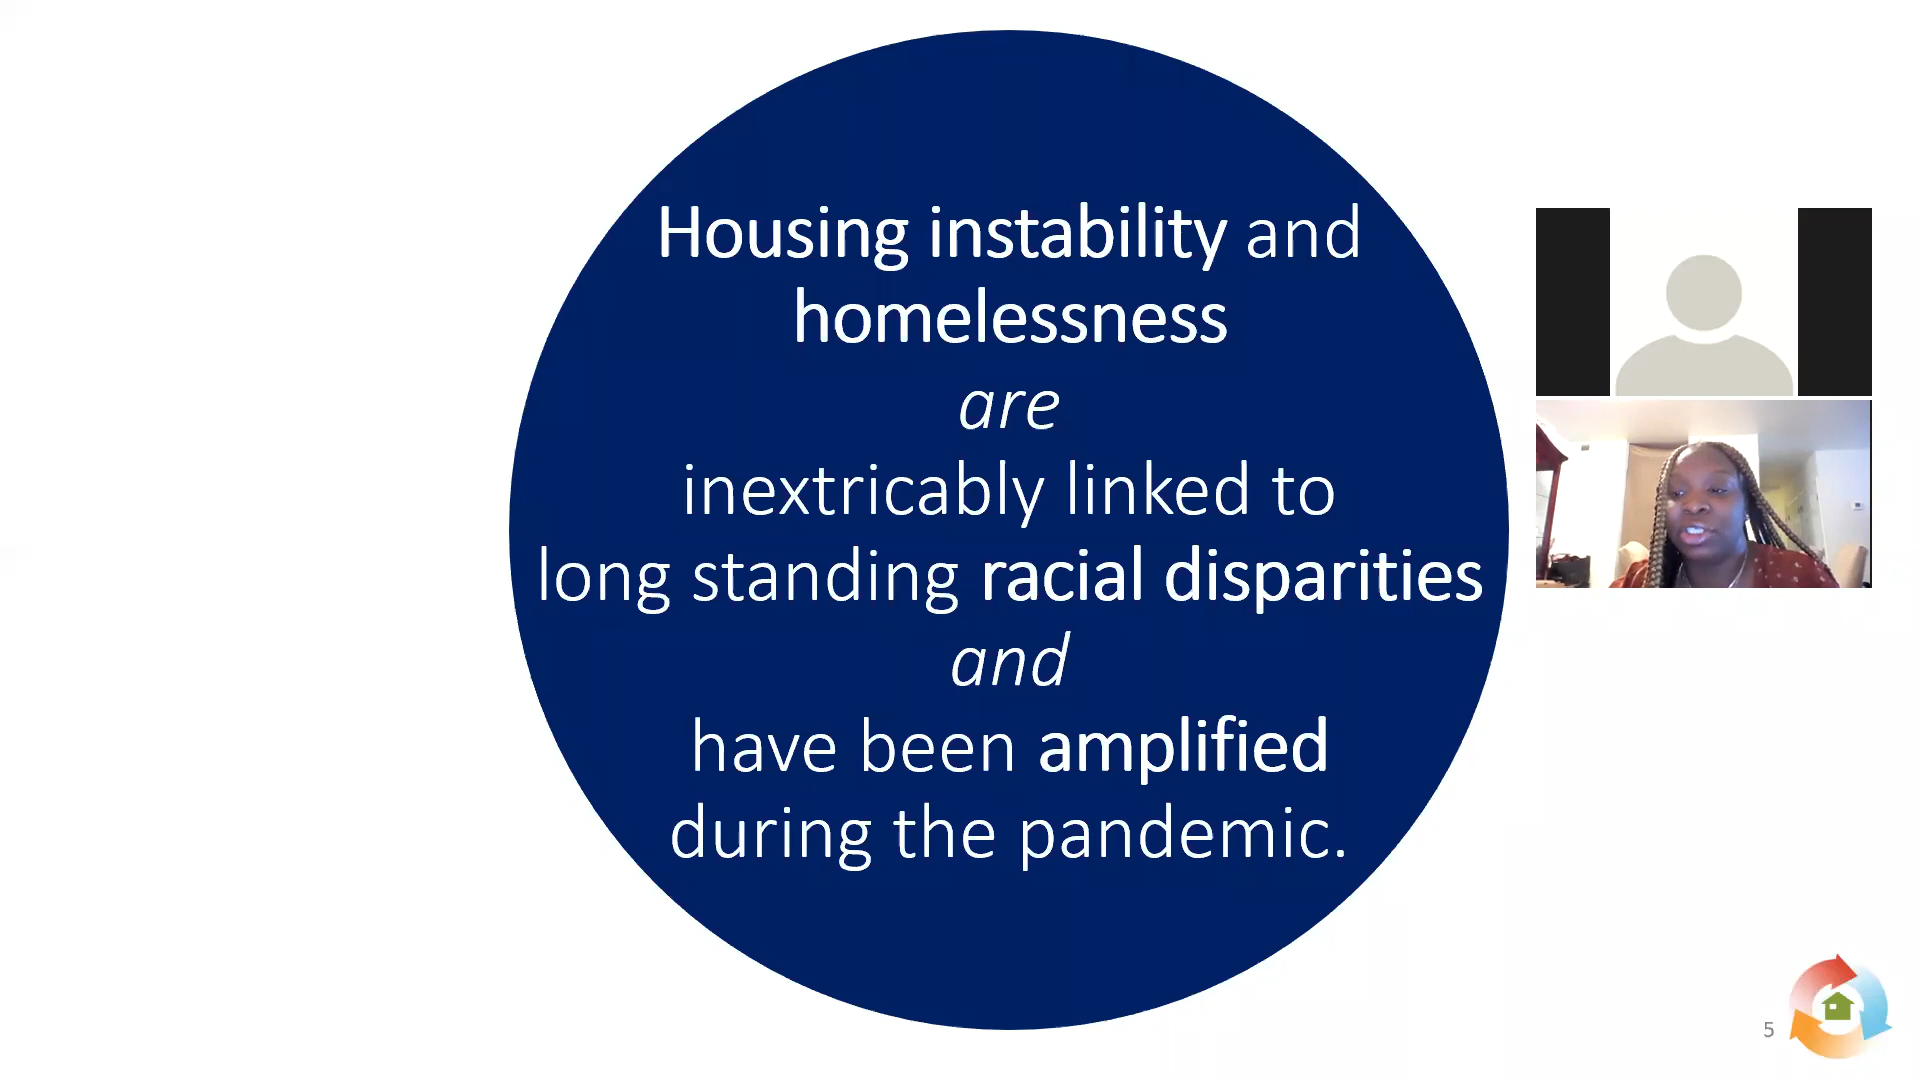 Housing instability and
homelessness
are
inextricably linked to
long standing racial disparities
and
have been amplified
during the pandemic.
5